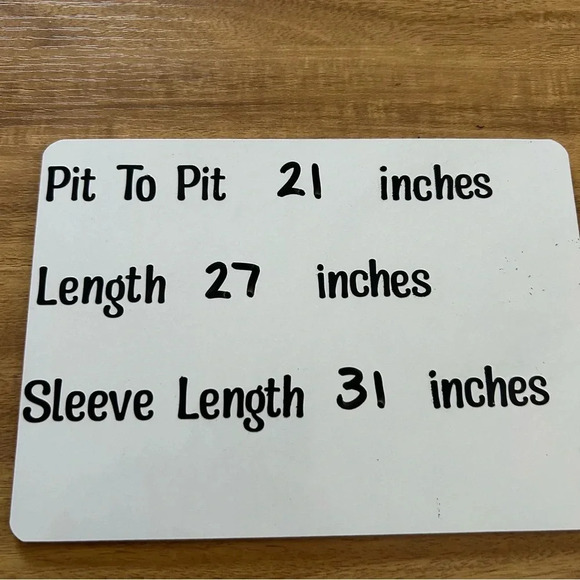 Pit To Pit 21 inches
Length 27 inches
Sleeve Length 31 inches